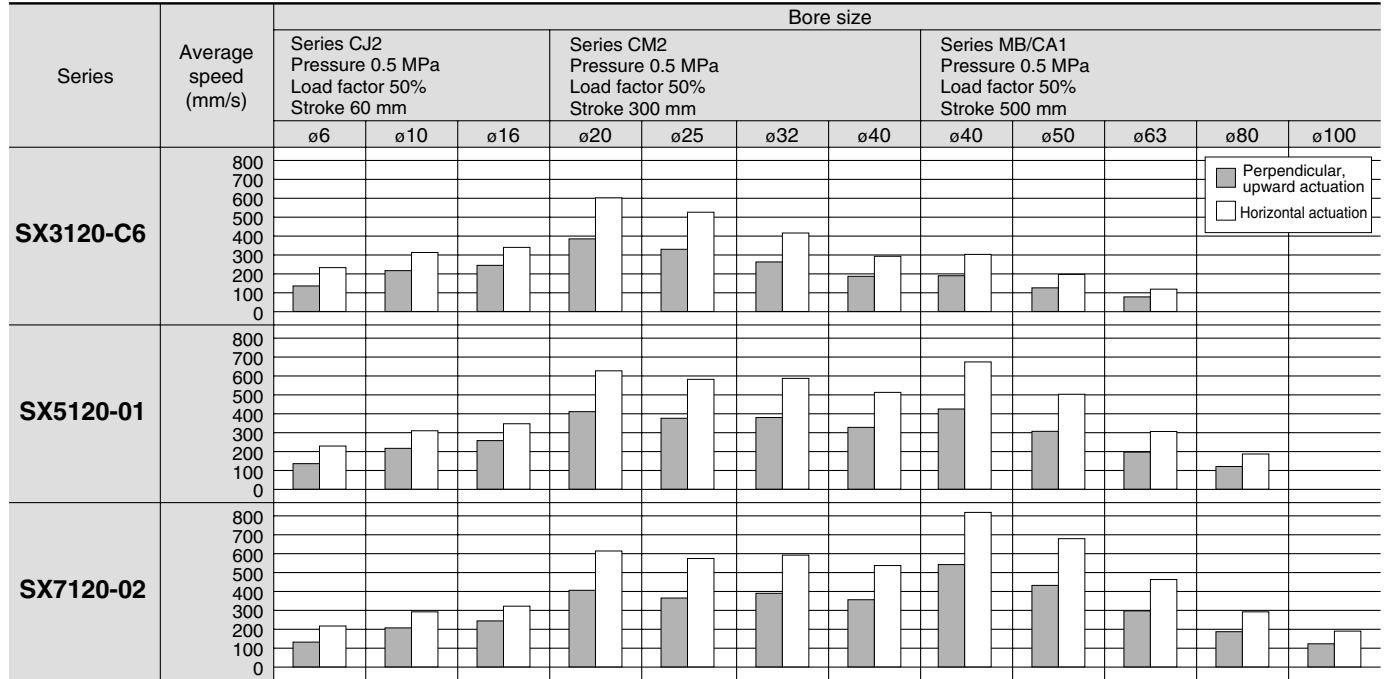 Series
Average
speed
(mm/s)
Bore size
Series CJ2
Pressure 0.5 MPa
Load factor 50%
Stroke 60 mm
Series CM2
Pressure 0.5 MPa
Load factor 50%
Stroke 300 mm
Series MB/CA1
Pressure 0.5 MPa
Load factor 50%
Stroke 500 mm
ø6 ø10 ø16 ø20 ø25 ø32 ø40 ø40 ø50 ø63 ø80 ø100
SX3120-C6
800
700
600
500
400
300
200
100
0
Perpendicular,
upward actuation
Horizontal actuation
SX5120-01
800
700
600
500
400
300
200
100
0
SX7120-02
800
700
600
500
400
300
200
100
0